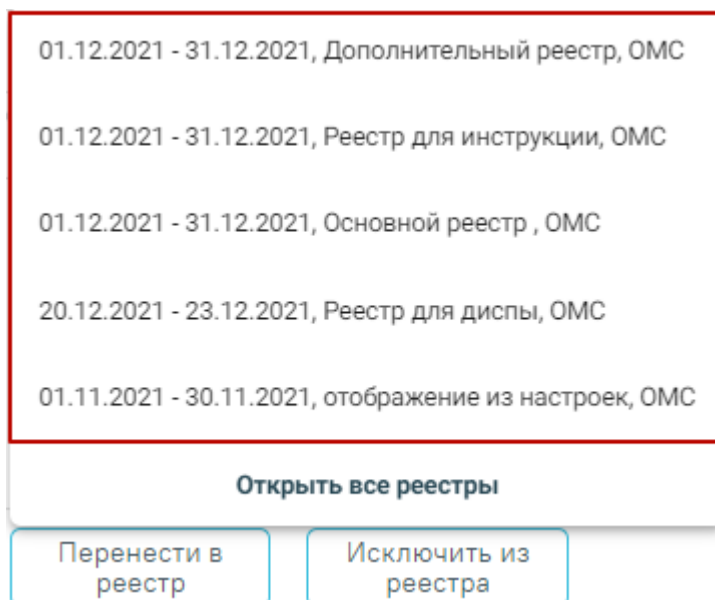 01.12.2021 - 31.12.2021, Дополнительный реестр, ОМС
01.12.2021 - 31.12.2021, Реестр для инструкции, ОМС
01.12.2021 - 31.12.2021, Основной реестр , ОМС
20.12.2021 - 23.12.2021, Реестр для диспы, ОМС
01.11.2021 - 30.11.2021, отображение из настроек, ОМС
Открыть все реестры
Перенести в
реестр
Исключить из
реестра